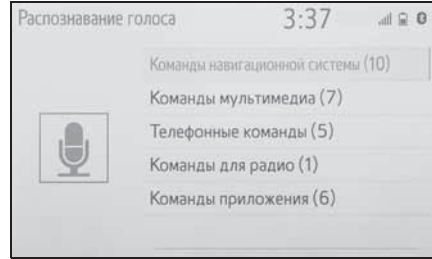 Распознавание голоса 3:37
Команды навигационной системы (10)
Команды мультимедиа (7)
Телефонные команды (5)
Команды для радио (1)
Команды приложения (6)